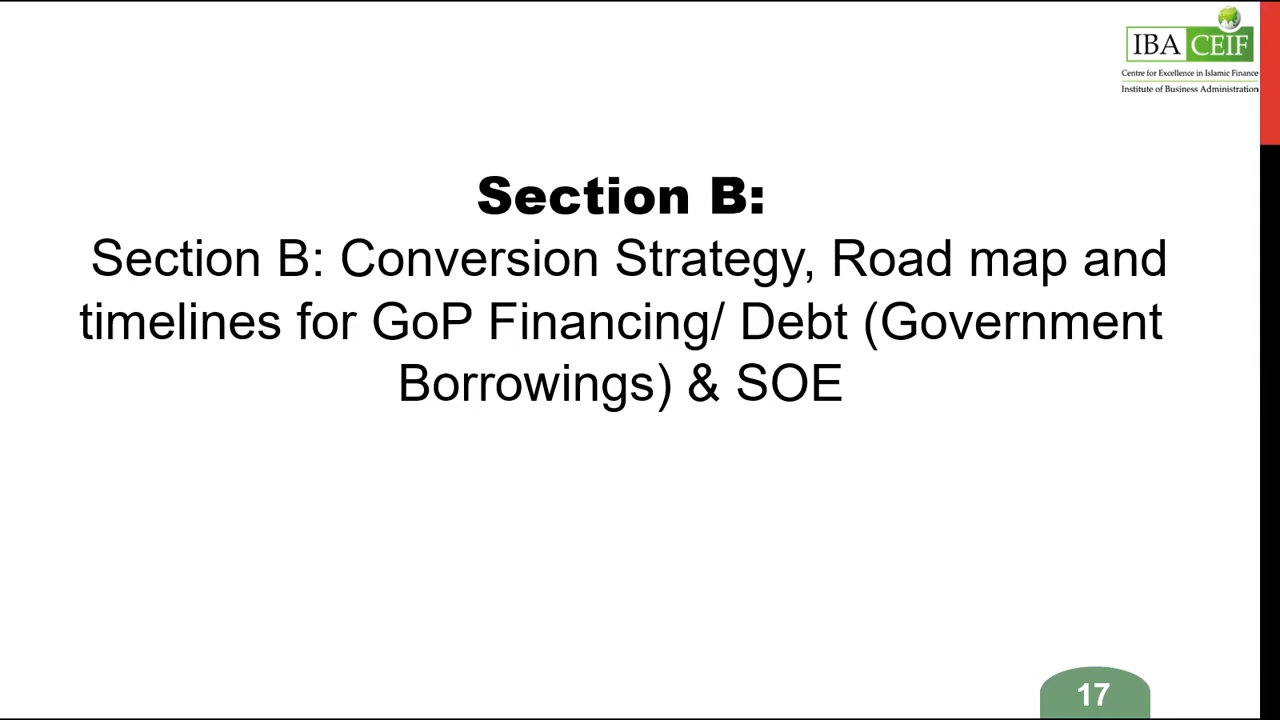 IBA CEIF
Centre for Excellence in Islamic Finance
Institute of Business Administration
Section B:
Section B: Conversion Strategy, Road map and
timelines for GoP Financing/ Debt (Government
Borrowings) & SOE
17